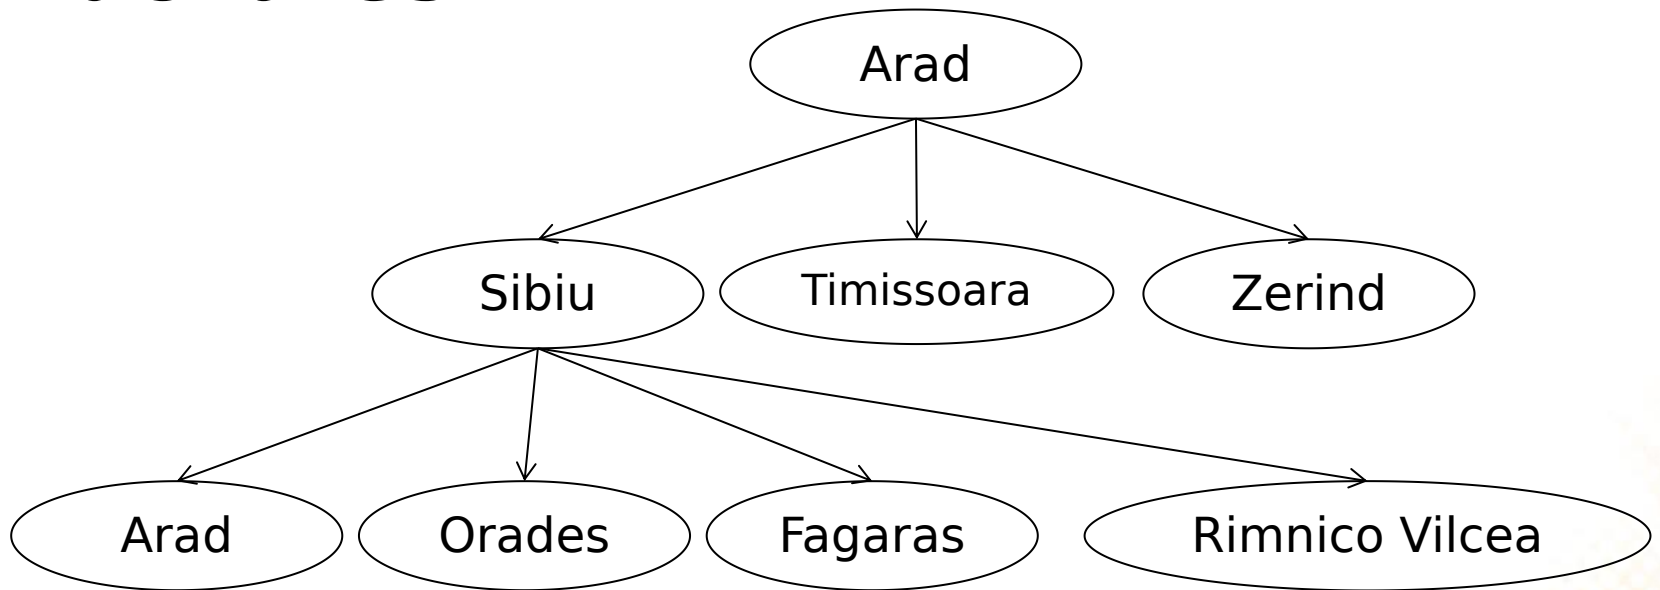 Arad
Sibiu
Timissoara
Zerind
Arad
Orades
Fagaras
Rimnico Vilcea